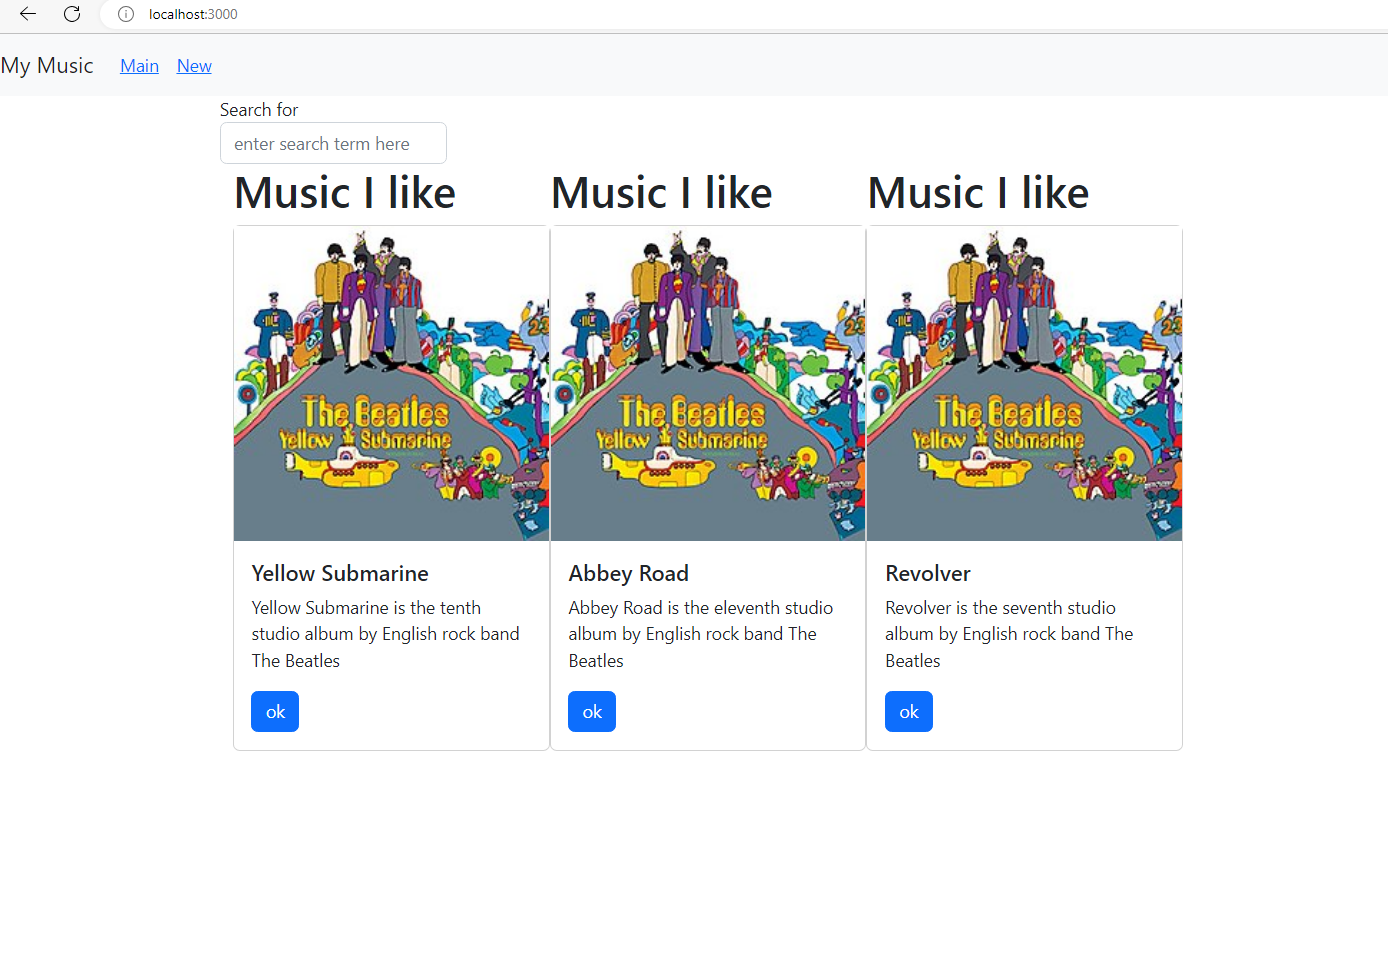 localhost:3000
My Music Main New
Search for
enter search term here
Music I like Music I like Music I like
The Beatles The Beatles The Beatles
Yellow Submarine Yellow Submarine Yellow Submarine
Yellow Submarine Abbey Road Revolver
Yellow Submarine is the tenth
studio album by English rock band
The Beatles
Abbey Road is the eleventh studio
album by English rock band The
Beatles
Revolver is the seventh studio
album by English rock band The
Beatles
ok ok ok